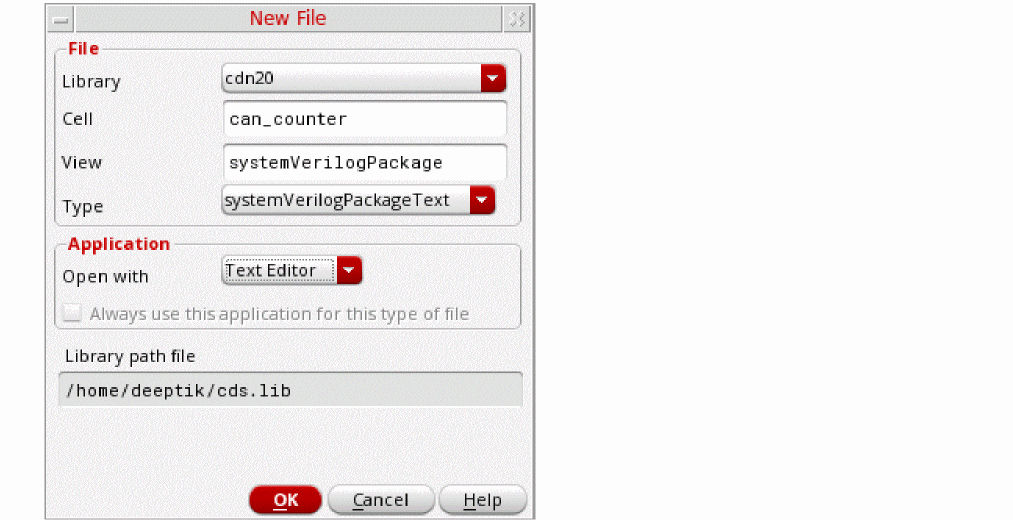 New File
File
Library cdn20
Cell can_counter
View systemVerilogPackage
Type systemVerilogPackageText
Application
Open with Text Editor
Always use this application for this type of file
Library path file
/home/deeptik/cds.lib
OK Cancel Help